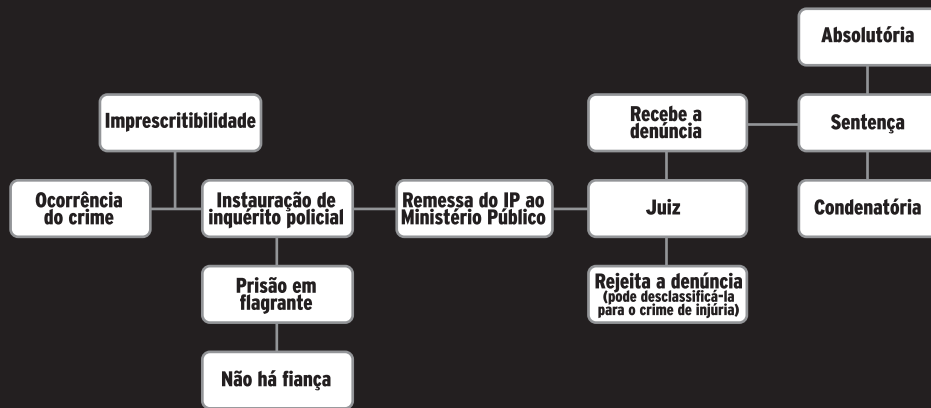 Absolutória
Imprescritibilidade
Recebe a
denúncia
Sentença
Ocorrência
do crime
Instauração de
inquérito policial
Remessa do IP ao
Ministério Público
Juiz
Condenatória
Prisão em
flagrante
Rejeita a denúncia
(pode desclassificá-la
para o crime de injúria)
Não há fiança